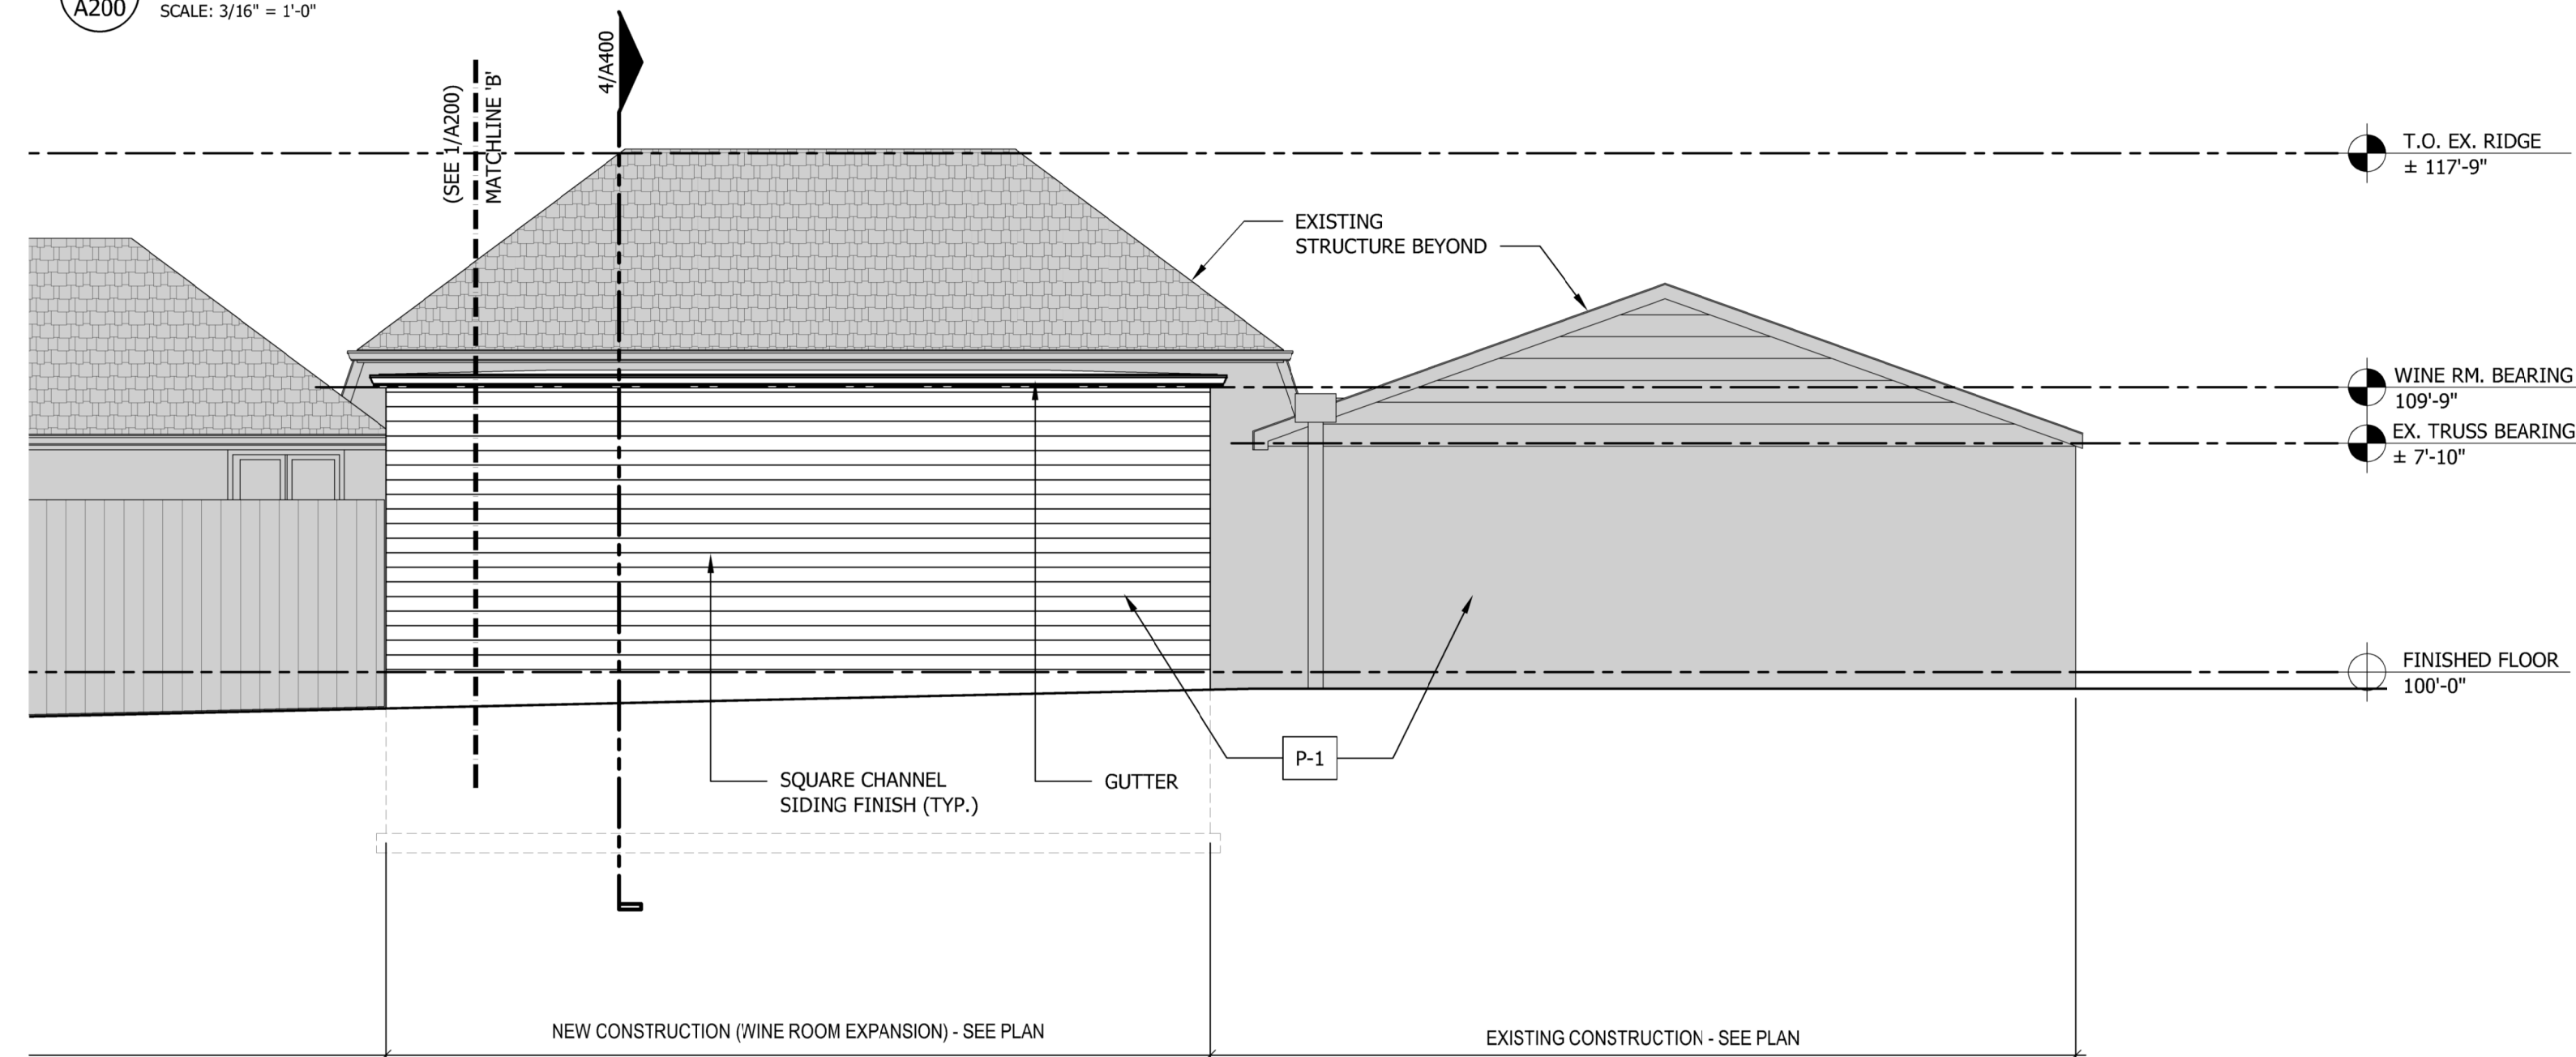 A200
SCALE: 3/16" = 1'-0"
(SEE 1/A200)
MATCHLINE 'B'
4/A400
T.O. EX. RIDGE
± 117'-9"
EXISTING
STRUCTURE BEYOND
WINE RM. BEARING
109'-9"
EX. TRUSS BEARING
± 7'-10"
FINISHED FLOOR
100'-0"
P-1
SQUARE CHANNEL
SIDING FINISH (TYP.)
GUTTER
NEW CONSTRUCTION (WINE ROOM EXPANSION) - SEE PLAN
EXISTING CONSTRUCTION - SEE PLAN